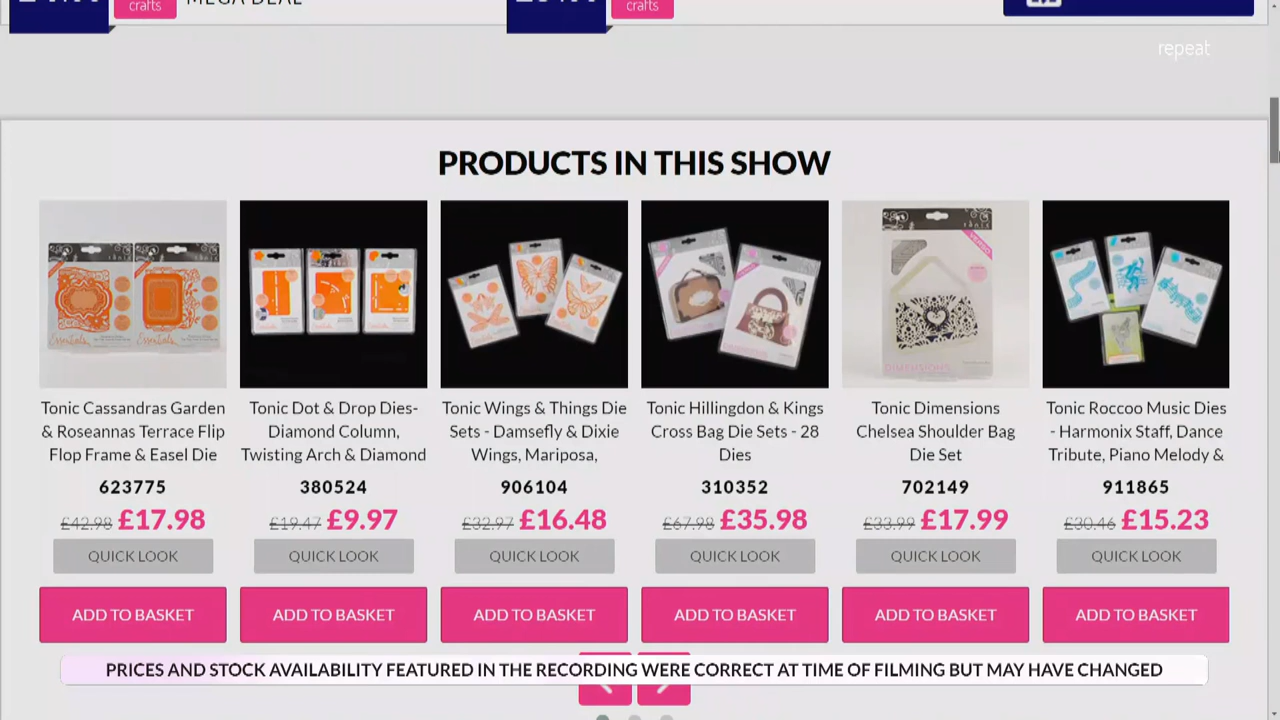 crafts
MEGA DEAL
crafts
repeat
PRODUCTS IN THIS SHOW
Essentials
Essentials
DIMENSIONS
Tonic Cassandras Garden
& Roseannas Terrace Flip
Flop Frame & Easel Die
623775
£42.98 £17.98
QUICK LOOK
ADD TO BASKET
Tonic Dot & Drop Dies-
Diamond Column,
Twisting Arch & Diamond
380524
£19.47 £9.97
QUICK LOOK
ADD TO BASKET
Tonic Wings & Things Die
Sets - Damsefly & Dixie
Wings, Mariposa,
906104
£32.97 £16.48
QUICK LOOK
ADD TO BASKET
Tonic Hillingdon & Kings
Cross Bag Die Sets - 28
Dies
310352
£67.98 £35.98
QUICK LOOK
ADD TO BASKET
Tonic Dimensions
Chelsea Shoulder Bag
Die Set
702149
£33.99 £17.99
QUICK LOOK
ADD TO BASKET
Tonic Roccoo Music Dies
- Harmonix Staff, Dance
Tribute, Piano Melody &
911865
£30.46 £15.23
QUICK LOOK
ADD TO BASKET
PRICES AND STOCK AVAILABILITY FEATURED IN THE RECORDING WERE CORRECT AT TIME OF FILMING BUT MAY HAVE CHANGED